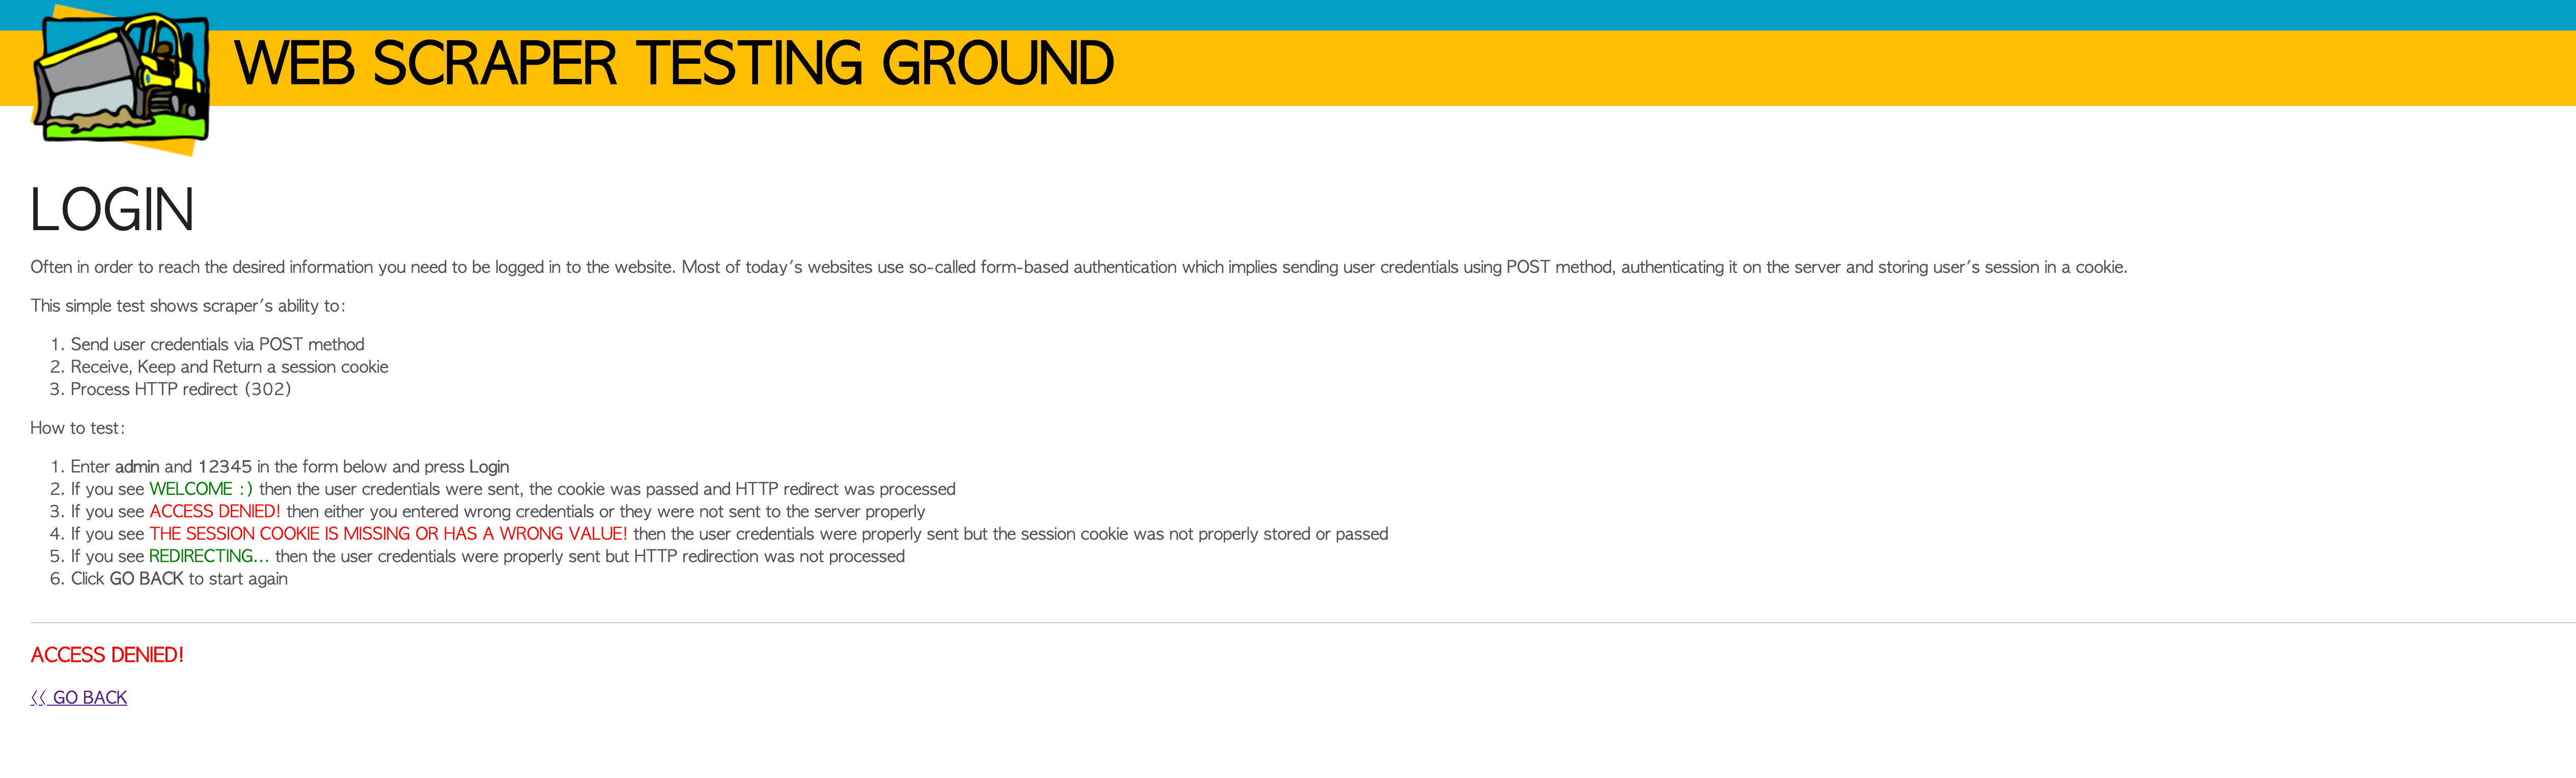 WEB SCRAPER TESTING GROUND
LOGIN
Often in order to reach the desired information you need to be logged in to the website. Most of today's websites use so-called form-based authentication which implies sending user credentials using POST method, authenticating it on the server and storing user's session in a cookie.
This simple test shows scraper's ability to:
1. Send user credentials via POST method
2. Receive, Keep and Return a session cookie
3. Process HTTP redirect (302)
How to test:
1. Enter admin and 12345 in the form below and press Login
2. If you see WELCOME :) then the user credentials were sent, the cookie was passed and HTTP redirect was processed
3. If you see ACCESS DENIED! then either you entered wrong credentials or they were not sent to the server properly
4. If you see THE SESSION COOKIE IS MISSING OR HAS A WRONG VALUE! then the user credentials were properly sent but the session cookie was not properly stored or passed
5. If you see REDIRECTING... then the user credentials were properly sent but HTTP redirection was not processed
6. Click GO BACK to start again
ACCESS DENIED!
<< GO BACK